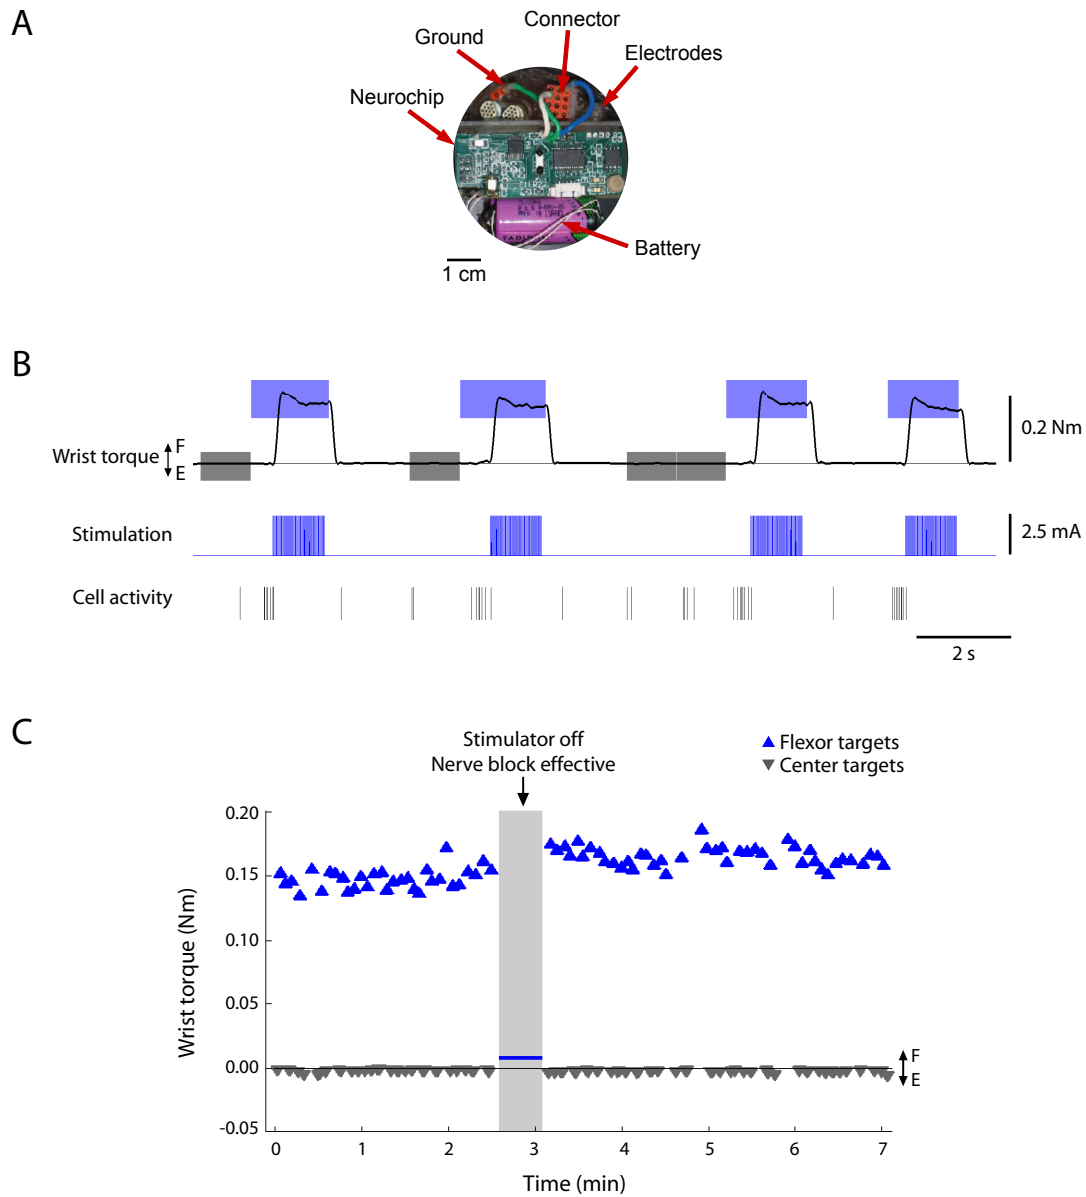 A
Connector
Ground
Electrodes
Neurochip
Battery
1 cm
B
0.2 Nm
Wrist torque
F
E
Stimulation
2.5 mA
Cell activity
2 s
C
Stimulator off
Nerve block effective
Flexor targets
Center targets
0.20
0.15
0.10
0.05
0.00
-0.05
Wrist torque (Nm)
F
E
0 1 2 3 4 5 6 7
Time (min)